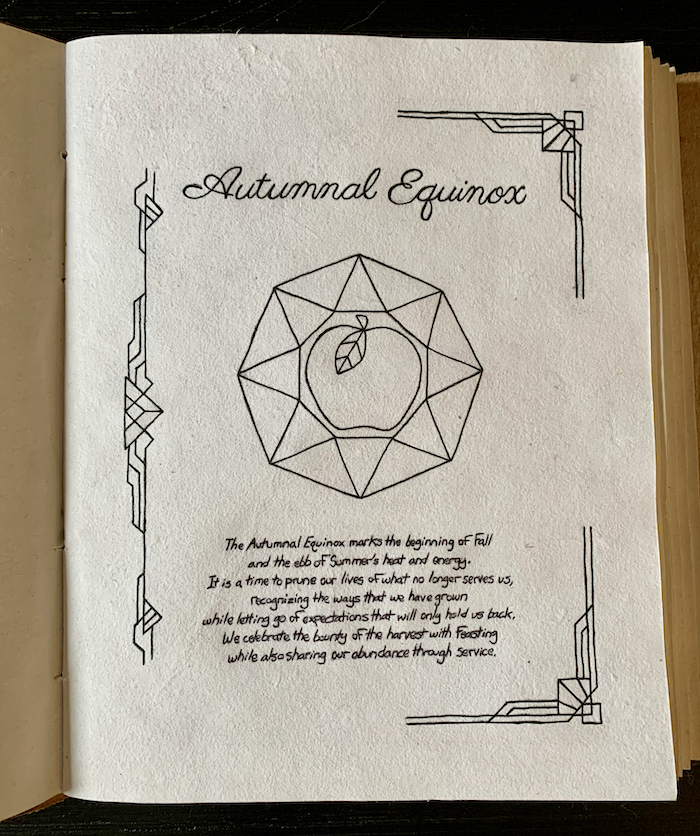 Autumnal Equinox
The Autumnal Equinox marks the beginning of Fall
and the ebb of Summer's heat and energy.
It is a time to prune our lives of what no longer serves us,
recognizing the ways that we have grown
while letting go of expectations that will only hold us back.
We celebrate the bounty of the harvest with feasting
while also sharing our abundance through service.